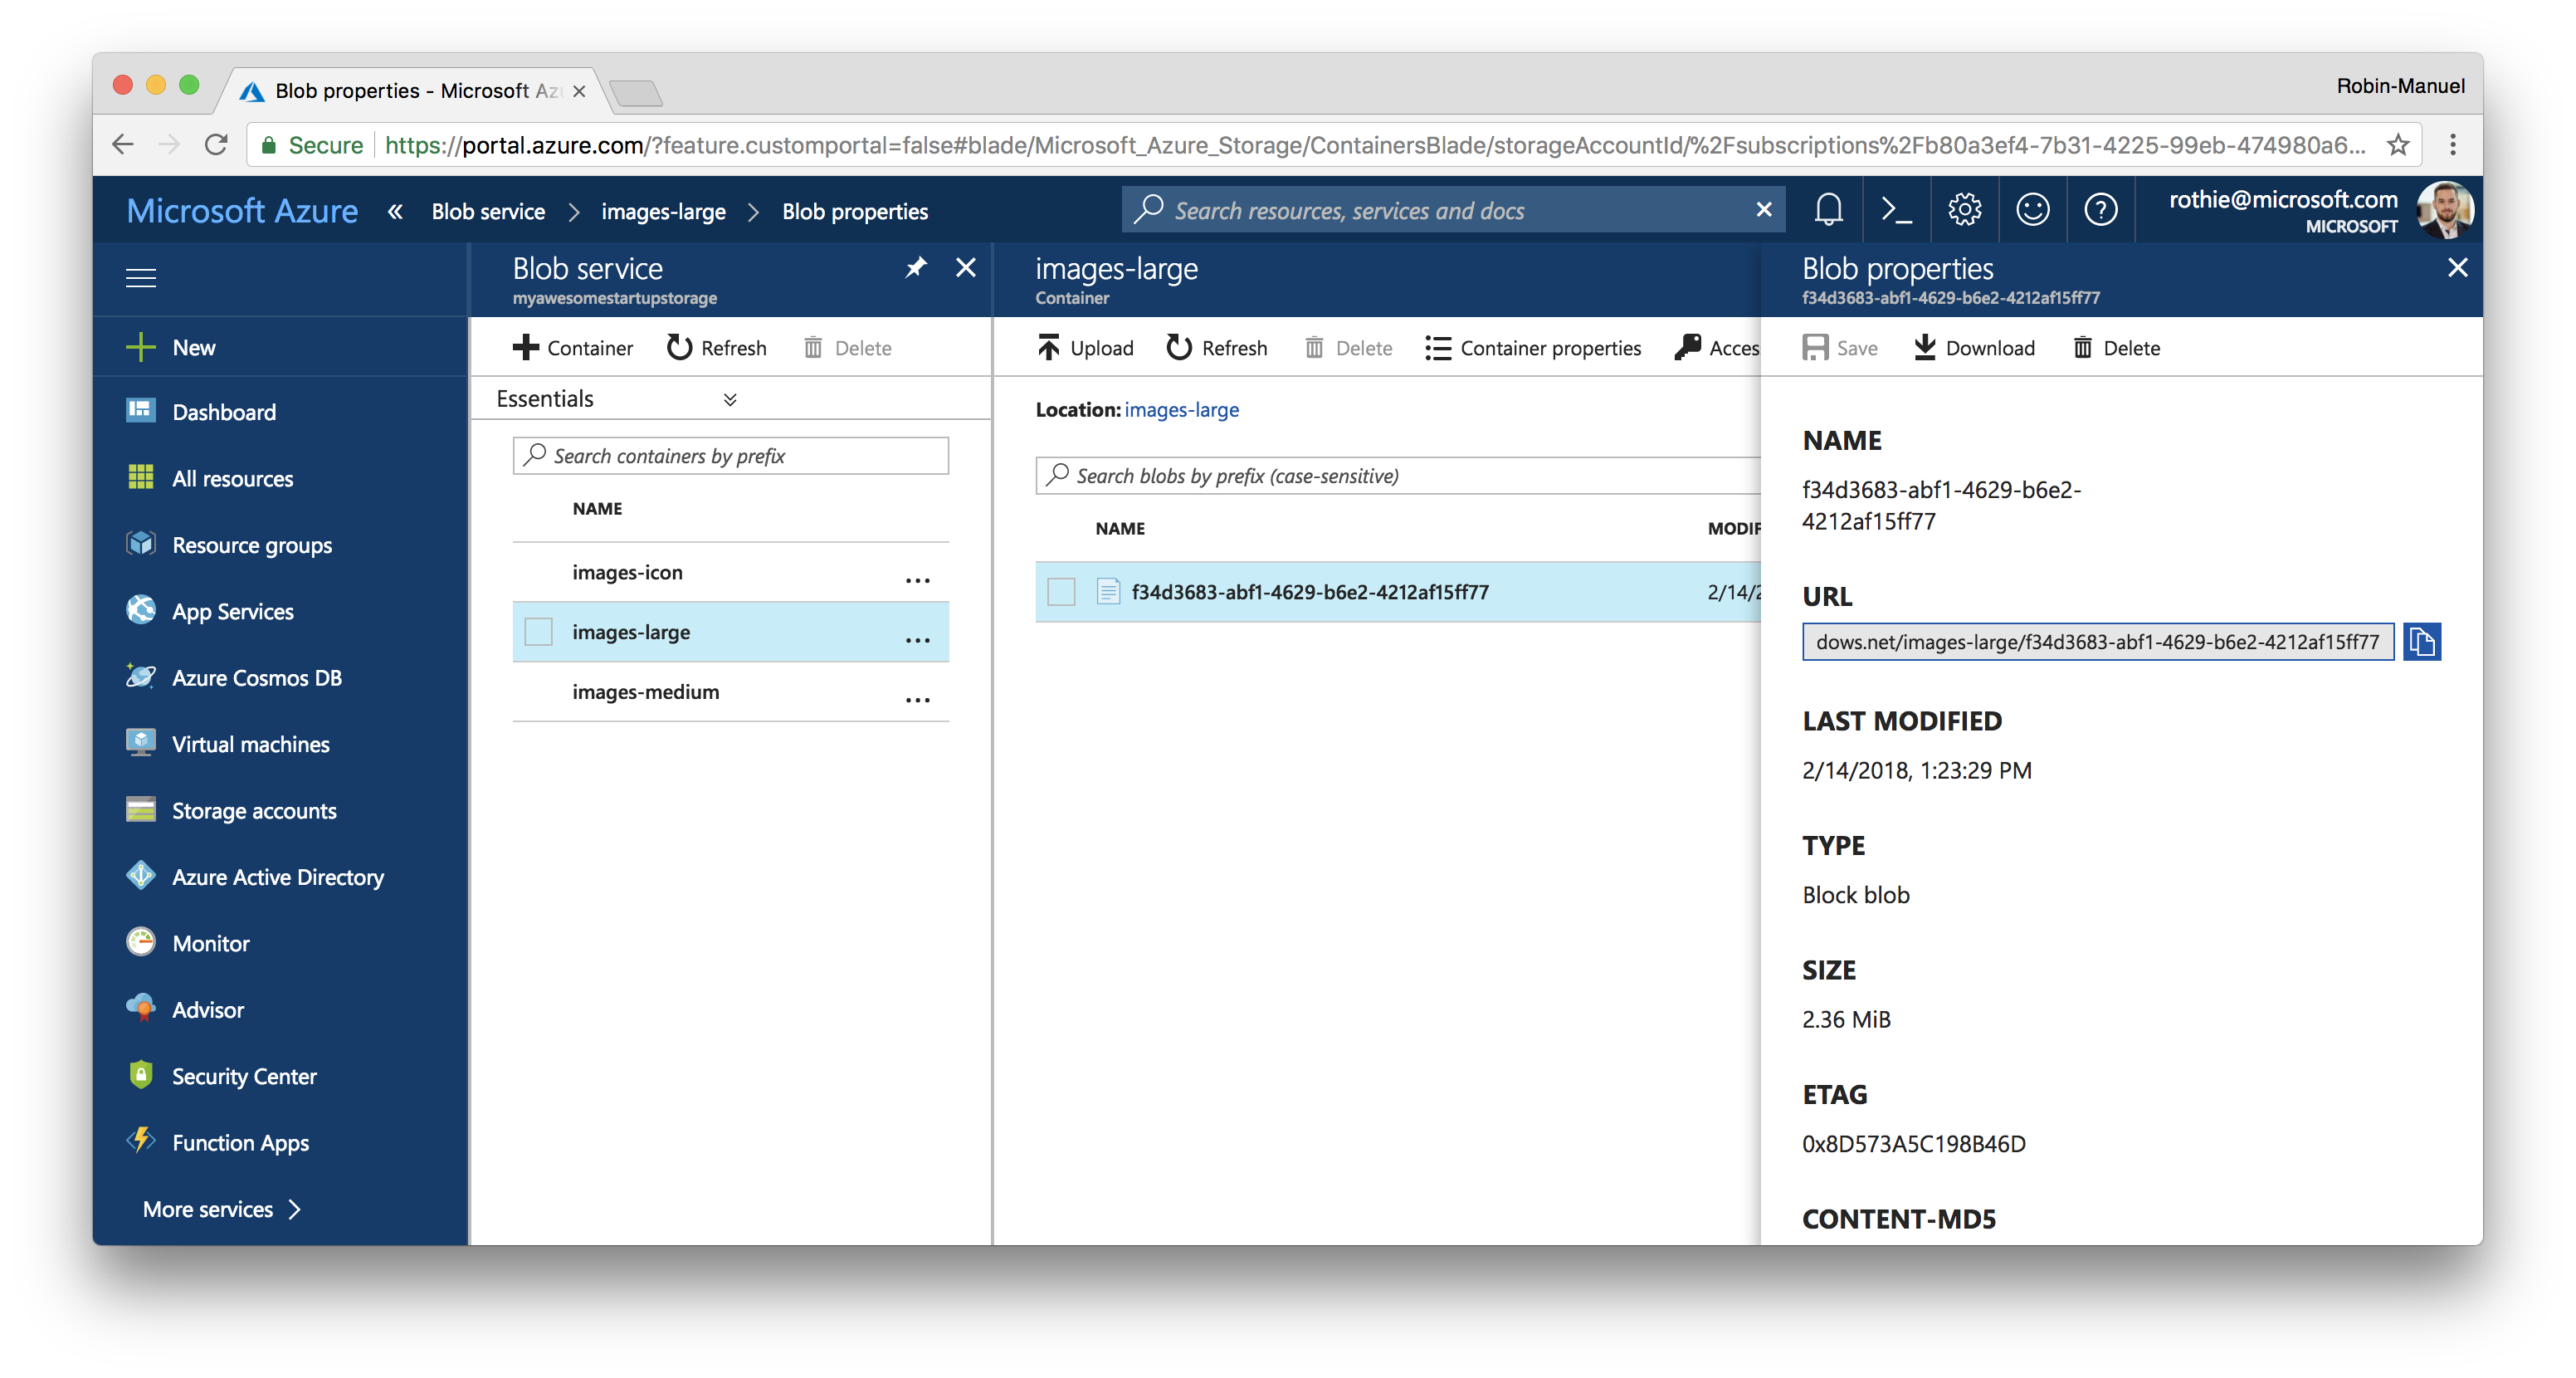 Blob properties - Microsoft Az
Robin-Manuel
Secure https://portal.azure.com/?feature.customportal=false#blade/Microsoft_Azure_Storage/ContainersBlade/storageAccountId/%2Fsubscriptions%2Fb80a3ef4-7b31-4225-99eb-474980a6...
Microsoft Azure « Blob service > images-large > Blob properties
Search resources, services and docs
rothie@microsoft.com
MICROSOFT
New
Dashboard
All resources
Resource groups
App Services
Azure Cosmos DB
Virtual machines
Storage accounts
Azure Active Directory
Monitor
Advisor
Security Center
Function Apps
More services >
Blob service
myawesomestartupstorage
Container Refresh Delete
Essentials
Search containers by prefix
NAME
images-icon ...
images-large ...
images-medium ...
images-large
Container
Upload Refresh Delete Container properties Acces
Location: images-large
Search blobs by prefix (case-sensitive)
NAME MODIF
f34d3683-abf1-4629-b6e2-4212af15ff77 2/14/2
Blob properties
f34d3683-abf1-4629-b6e2-4212af15ff77
Save Download Delete
NAME
f34d3683-abf1-4629-b6e2-
4212af15ff77
URL
dows.net/images-large/f34d3683-abf1-4629-b6e2-4212af15ff77
LAST MODIFIED
2/14/2018, 1:23:29 PM
TYPE
Block blob
SIZE
2.36 MiB
ETAG
0x8D573A5C198B46D
CONTENT-MD5